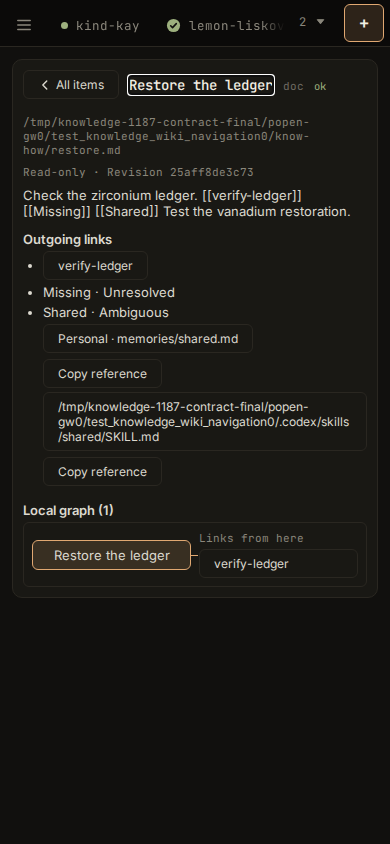 kind-kay lemon-liskov 2 +
All items Restore the ledger doc ok
/tmp/knowledge-1187-contract-final/popen-
gw0/test_knowledge_wiki_navigation0/know-
how/restore.md
Read-only · Revision 25aff8de3c73
Check the zirconium ledger. [[verify-ledger]]
[[Missing]] [[Shared]] Test the vanadium restoration.
Outgoing links
verify-ledger
Missing · Unresolved
Shared · Ambiguous
Personal · memories/shared.md
Copy reference
/tmp/knowledge-1187-contract-final/popen-
gw0/test_knowledge_wiki_navigation0/.codex/skills
/shared/SKILL.md
Copy reference
Local graph (1)
Links from here
Restore the ledger verify-ledger